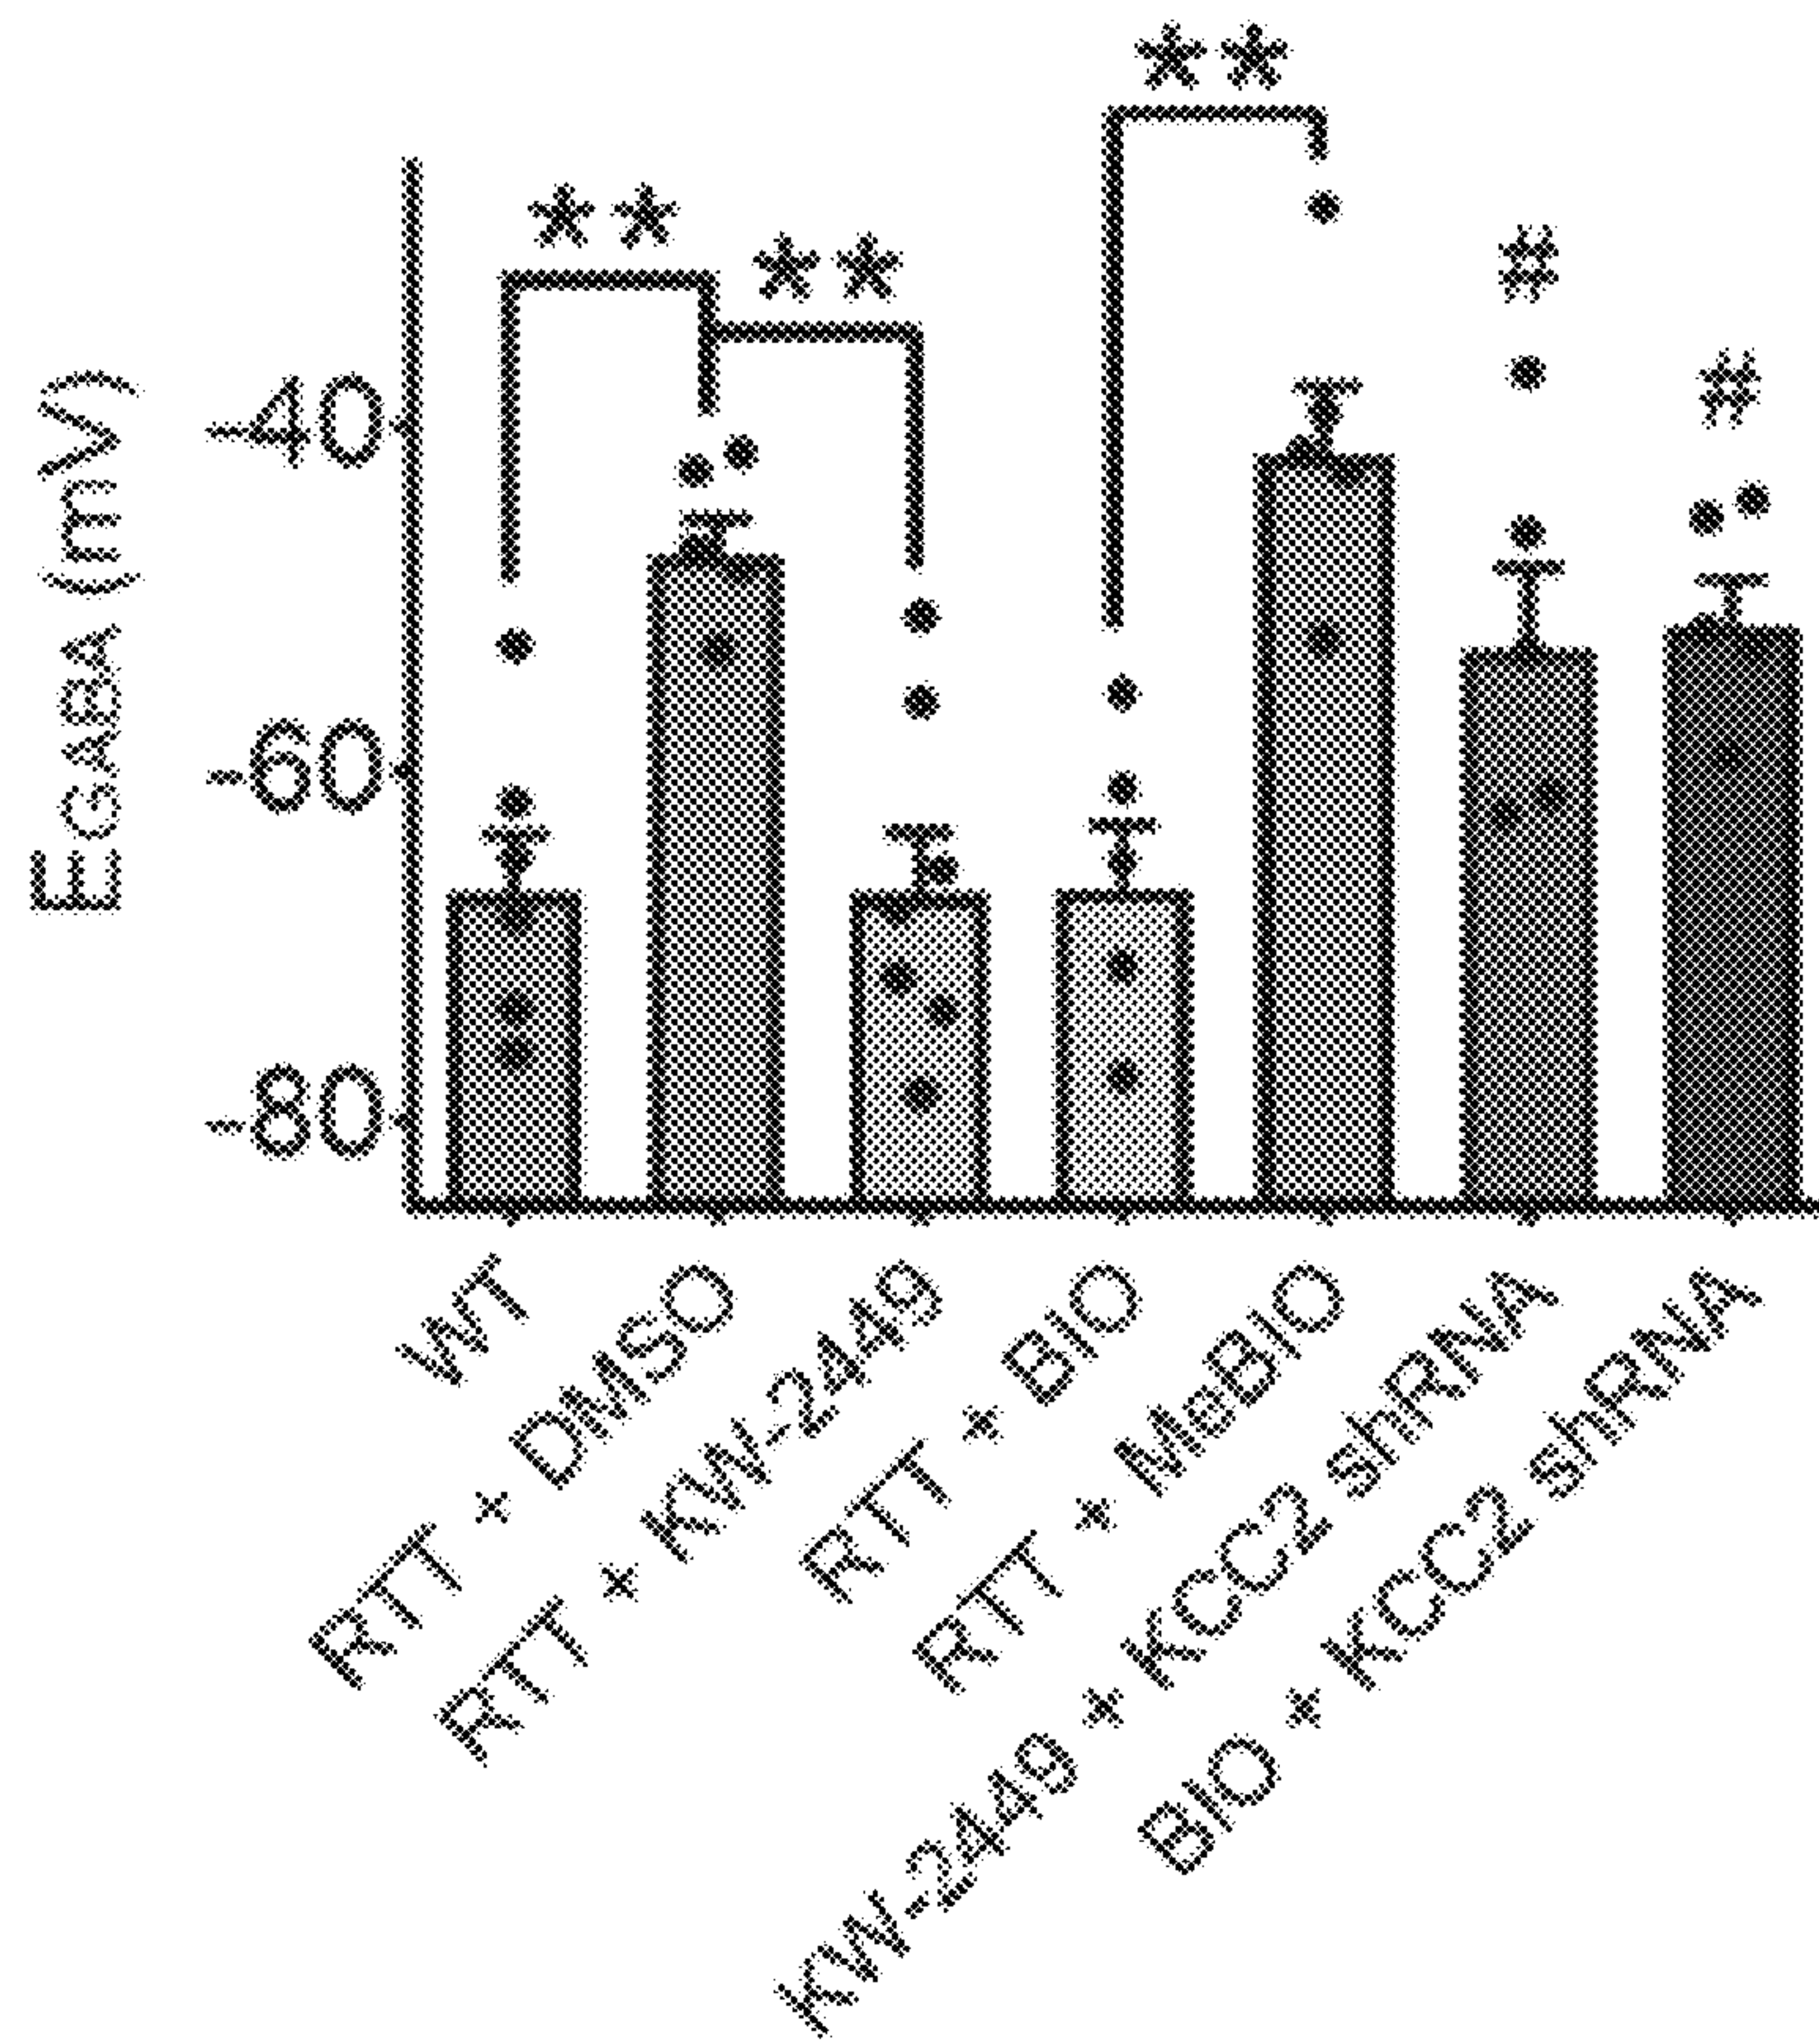 **
**
**
#
#
EGABA (mV)
-40
-60
-80
WT
RTT + DMSO
RTT + KW-2449
RTT + BIO
RTT + MeBIO
KW-2449 + KCC2 shRNA
BIO + KCC2 shRNA